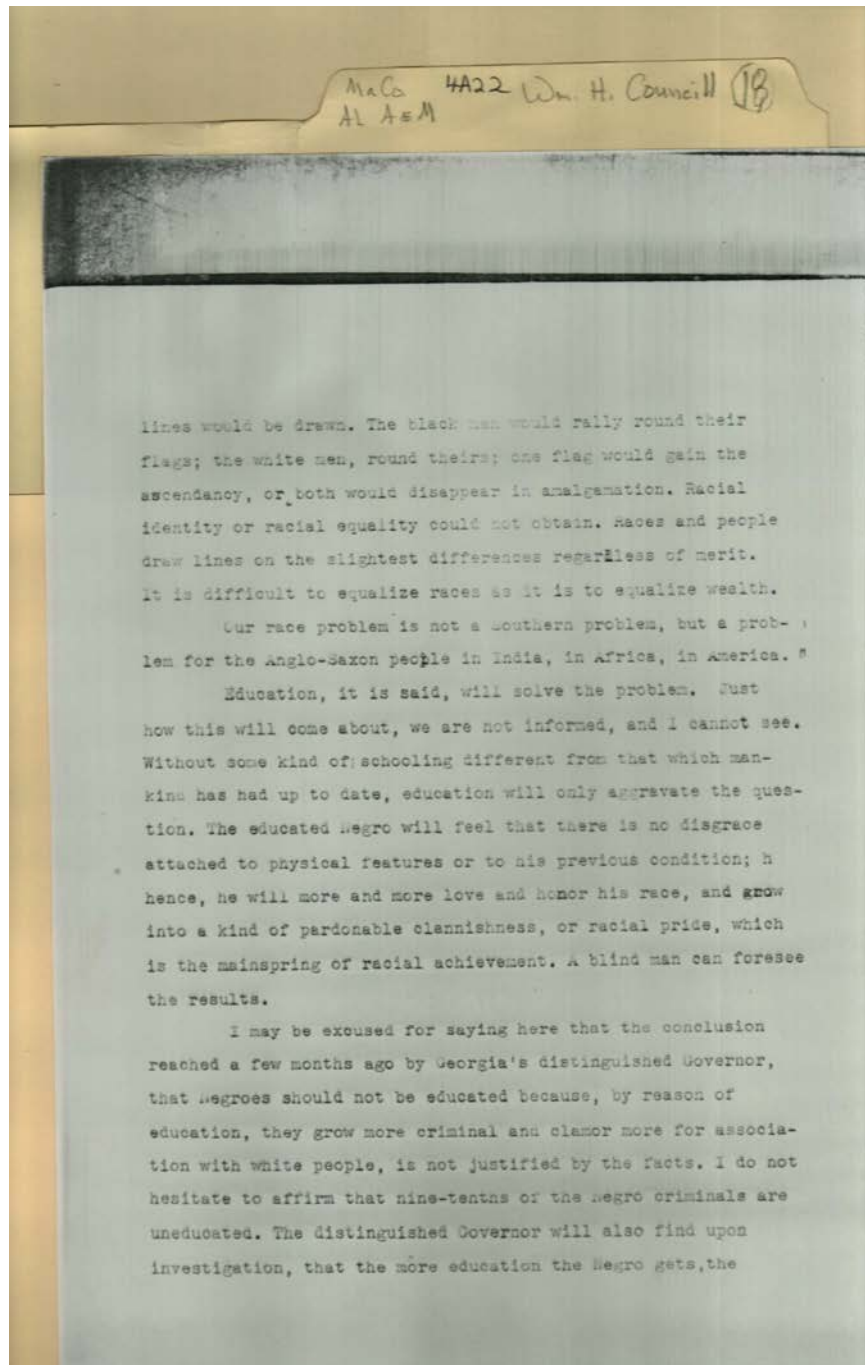 MaCo 4A22 Wm. H. Councill 18
AL A&M
lines would be drawn. The black men would rally round their
flags; the white men, round theirs; one flag would gain the
ascendancy, or both would disappear in amalgamation. Racial
identity or racial equality could not obtain. Races and people
draw lines on the slightest differences regardless of merit.
It is difficult to equalize races as it is to equalize wealth.
Our race problem is not a Southern problem, but a prob-
lem for the Anglo-Saxon people in India, in Africa, in America. "
Education, it is said, will solve the problem. Just
how this will come about, we are not informed, and I cannot see.
Without some kind of schooling different from that which man-
kind has had up to date, education will only aggravate the ques-
tion. The educated Negro will feel that there is no disgrace
attached to physical features or to his previous condition; h
hence, he will more and more love and honor his race, and grow
into a kind of pardonable clannishness, or racial pride, which
is the mainspring of racial achievement. A blind man can foresee
the results.
I may be excused for saying here that the conclusion
reached a few months ago by Georgia's distinguished Governor,
that Negroes should not be educated because, by reason of
education, they grow more criminal and clamor more for associa-
tion with white people, is not justified by the facts. I do not
hesitate to affirm that nine-tenths of the Negro criminals are
uneducated. The distinguished Governor will also find upon
investigation, that the more education the Negro gets,the